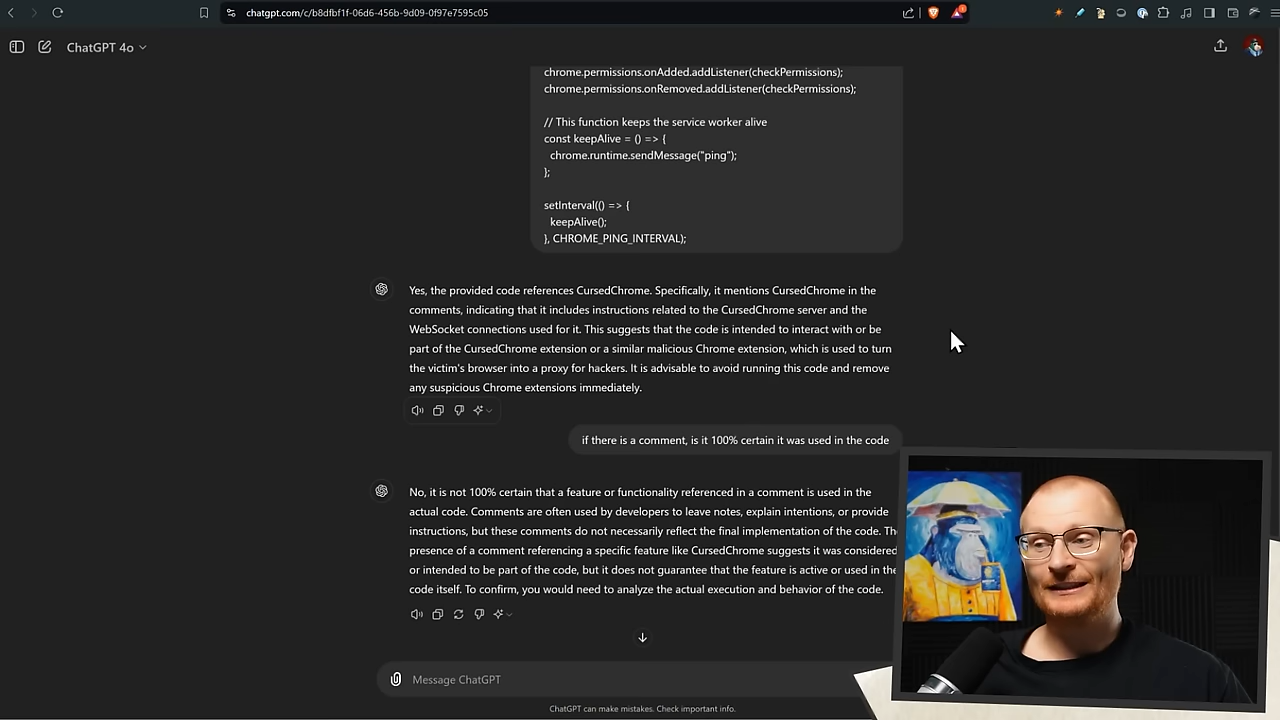 chatgpt.com/c/b8dfbf1f-06d6-456b-9d09-0f97e7595c05
ChatGPT 4o
chrome.permissions.onAdded.addListener(checkPermissions);
chrome.permissions.onRemoved.addListener(checkPermissions);
// This function keeps the service worker alive
const keepAlive = () => {
chrome.runtime.sendMessage("ping");
};
setInterval(() => {
keepAlive();
}, CHROME_PING_INTERVAL);
Yes, the provided code references CursedChrome. Specifically, it mentions CursedChrome in the
comments, indicating that it includes instructions related to the CursedChrome server and the
WebSocket connections used for it. This suggests that the code is intended to interact with or be
part of the CursedChrome extension or a similar malicious Chrome extension, which is used to turn
the victim's browser into a proxy for hackers. It is advisable to avoid running this code and remove
any suspicious Chrome extensions immediately.
if there is a comment, is it 100% certain it was used in the code
No, it is not 100% certain that a feature or functionality referenced in a comment is used in the
actual code. Comments are often used by developers to leave notes, explain intentions, or provide
instructions, but these comments do not necessarily reflect the final implementation of the code. Th
presence of a comment referencing a specific feature like CursedChrome suggests it was considered
or intended to be part of the code, but it does not guarantee that the feature is active or used in the
code itself. To confirm, you would need to analyze the actual execution and behavior of the code.
Message ChatGPT
ChatGPT can make mistakes. Check important info.